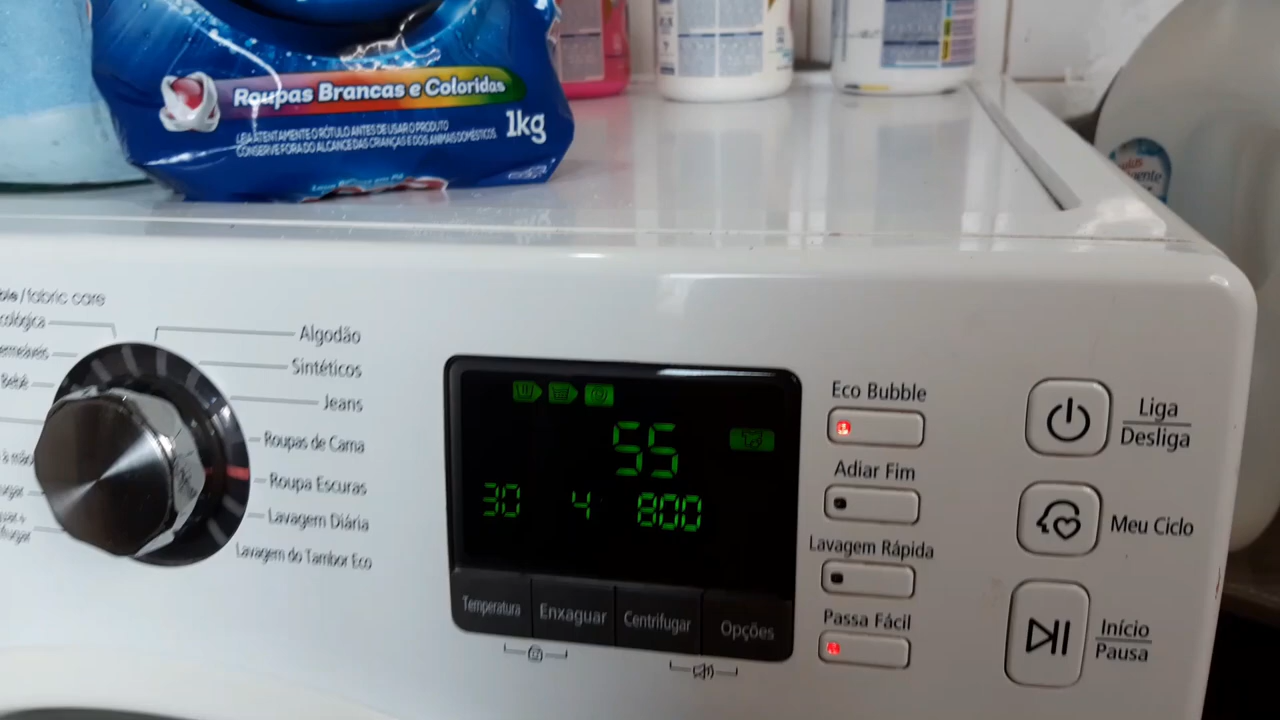 Roupas Brancas e Coloridas
LEIA ATENTAMENTE O RÓTULO ANTES DE USAR O PRODUTO
CONSERVE FORA DO ALCANCE DAS CRIANÇAS E DOS ANIMAIS DOMÉSTICOS.
1kg
/fabric care
Algodão
Sintéticos
Jeans
Roupas de Cama
Roupa Escuras
Lavagem Diária
Lavagem do Tambor Eco
Bebê
à mão
55
30 4 800
Temperatura
Enxaguar
Centrifugar
Opções
Eco Bubble
Adiar Fim
Lavagem Rápida
Passa Fácil
Liga
Desliga
Meu Ciclo
Início
Pausa